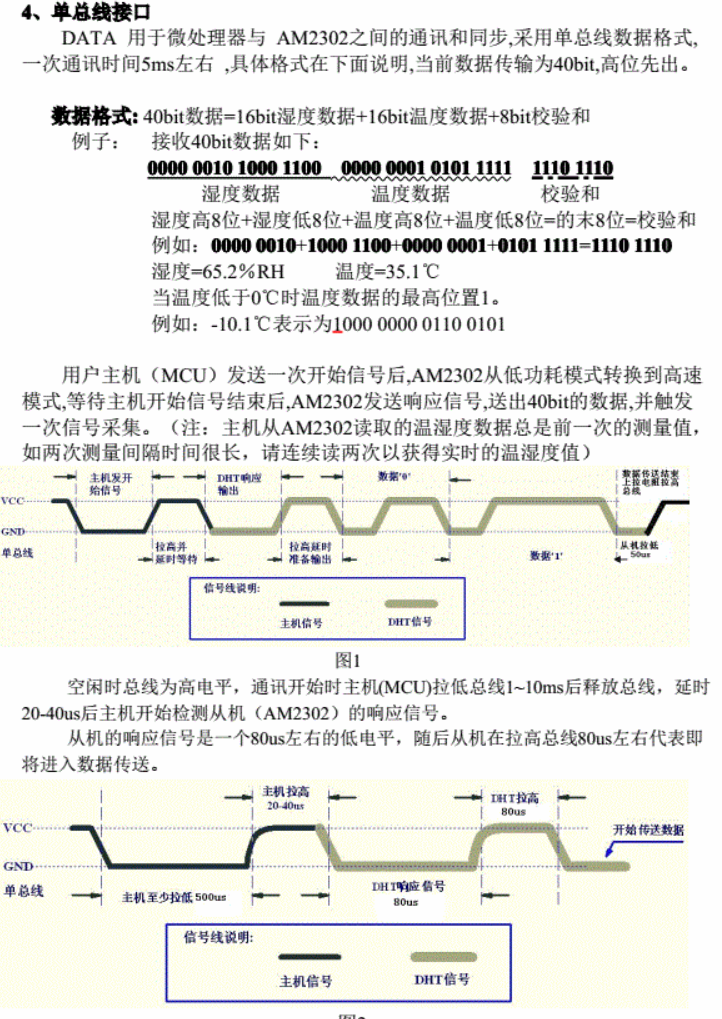 4、单总线接口
DATA 用于微处理器与 AM2302之间的通讯和同步,采用单总线数据格式,
一次通讯时间5ms左右 ,具体格式在下面说明,当前数据传输为40bit,高位先出。
数据格式: 40bit数据=16bit湿度数据+16bit温度数据+8bit校验和
例子： 接收40bit数据如下：
0000 0010 1000 1100 0000 0001 0101 1111 1110 1110
湿度数据 温度数据 校验和
湿度高8位+湿度低8位+温度高8位+温度低8位=的末8位=校验和
例如：0000 0010+1000 1100+0000 0001+0101 1111=1110 1110
湿度=65.2%RH 温度=35.1℃
当温度低于0℃时温度数据的最高位置1。
例如：-10.1℃表示为1000 0000 0110 0101
用户主机（MCU）发送一次开始信号后,AM2302从低功耗模式转换到高速
模式,等待主机开始信号结束后,AM2302发送响应信号,送出40bit的数据,并触发
一次信号采集。（注：主机从AM2302读取的温湿度数据总是前一次的测量值，
如两次测量间隔时间很长，请连续读两次以获得实时的温湿度值）
主机发开
始信号
DHT响应
输出
数据'0'
数据传送结束
上拉电阻拉高
总线
VCC
GND
单总线
拉高并
延时等待
拉高延时
准备输出
数据'1'
从机拉低
50us
信号线说明:
主机信号 DHT信号
图1
空闲时总线为高电平，通讯开始时主机(MCU)拉低总线1~10ms后释放总线，延时
20-40us后主机开始检测从机（AM2302）的响应信号。
从机的响应信号是一个80us左右的低电平，随后从机在拉高总线80us左右代表即
将进入数据传送。
主机拉高
20-40us
DHT拉高
80us
VCC
开始传送数据
GND
单总线
主机至少拉低500us
DHT响应信号
80us
信号线说明:
主机信号 DHT信号